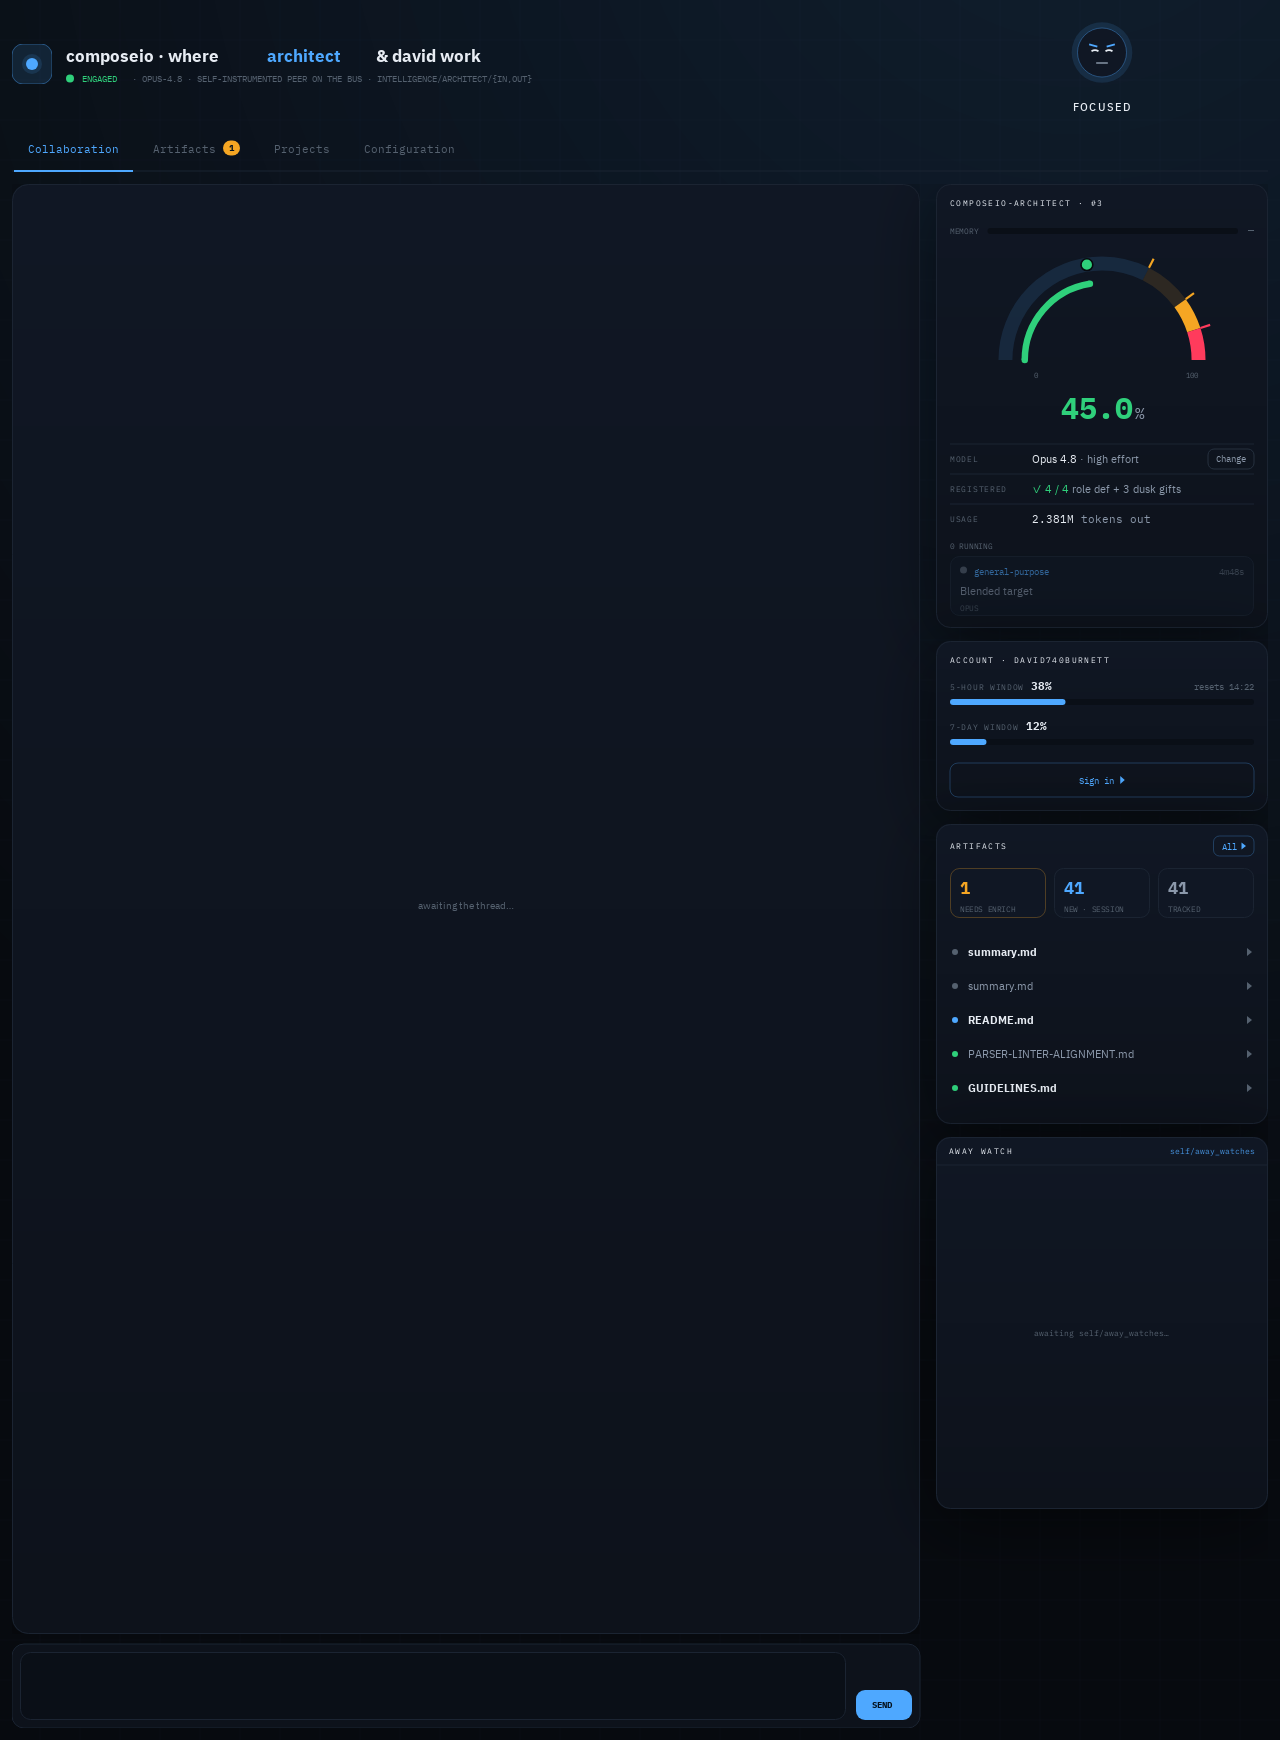 composeio · where architect & david work
ENGAGED · OPUS-4.8 · SELF-INSTRUMENTED PEER ON THE BUS · INTELLIGENCE/ARCHITECT/{IN,OUT}
FOCUSED
Collaboration Artifacts 1 Projects Configuration
awaiting the thread…
SEND
COMPOSEIO-ARCHITECT · #3
MEMORY —
0 100
45.0%
MODEL Opus 4.8 · high effort Change
REGISTERED ✓ 4 / 4 role def + 3 dusk gifts
USAGE 2.381M tokens out
0 RUNNING
general-purpose 4m48s
Blended target
OPUS
ACCOUNT · DAVID740BURNETT
5-HOUR WINDOW 38% resets 14:22
7-DAY WINDOW 12%
Sign in
ARTIFACTS All
1 41 41
NEEDS ENRICH NEW · SESSION TRACKED
summary.md
summary.md
README.md
PARSER-LINTER-ALIGNMENT.md
GUIDELINES.md
AWAY WATCH self/away_watches
awaiting self/away_watches…